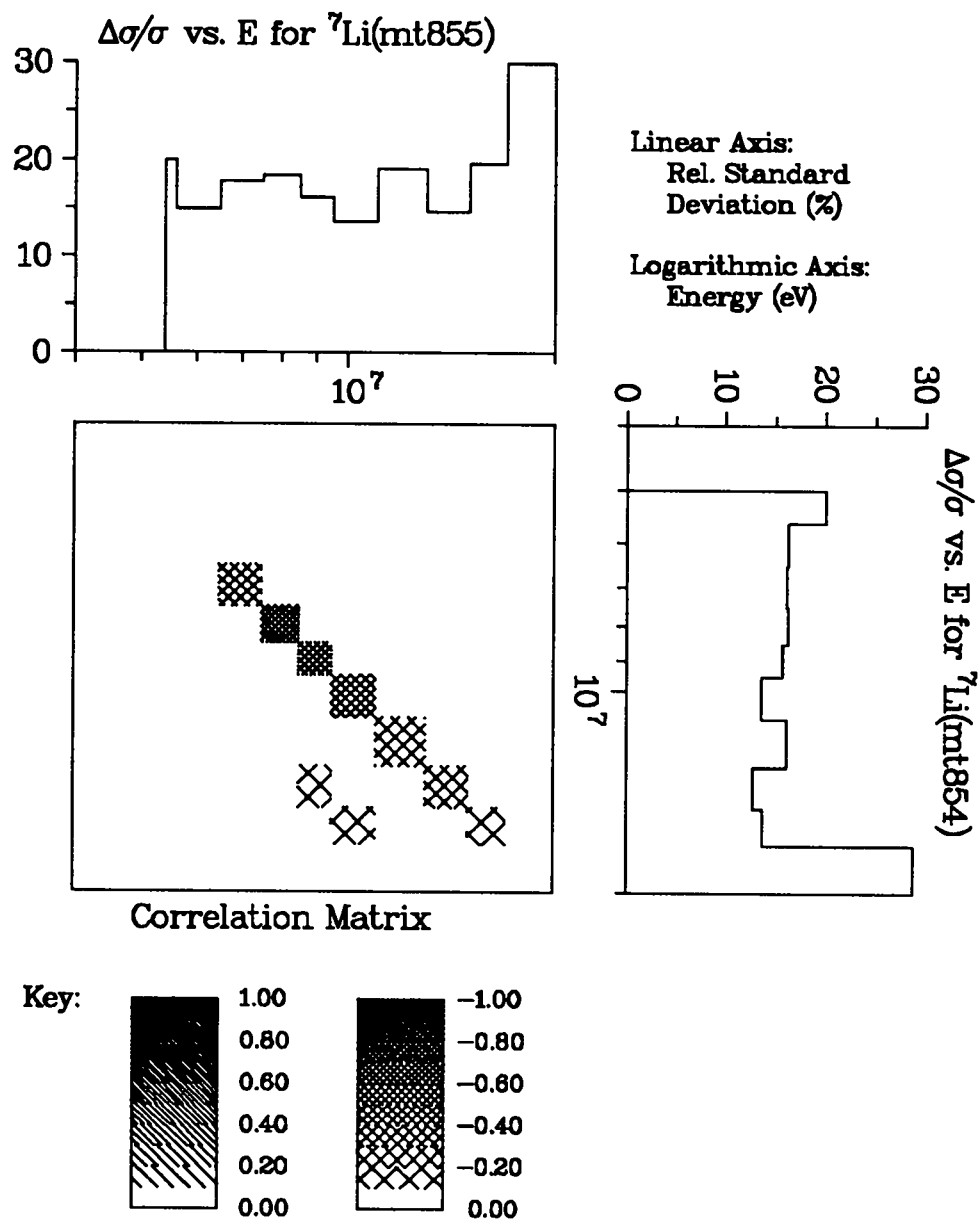 Δσ/σ vs. E for ⁷Li(mt855)
30
20
10
0
10⁷
Linear Axis:
Rel. Standard
Deviation (%)
Logarithmic Axis:
Energy (eV)
0
10
20
30
10⁷
Δσ/σ vs. E for ⁷Li(mt854)
Correlation Matrix
Key:
1.00
0.80
0.60
0.40
0.20
0.00
−1.00
−0.80
−0.60
−0.40
−0.20
0.00